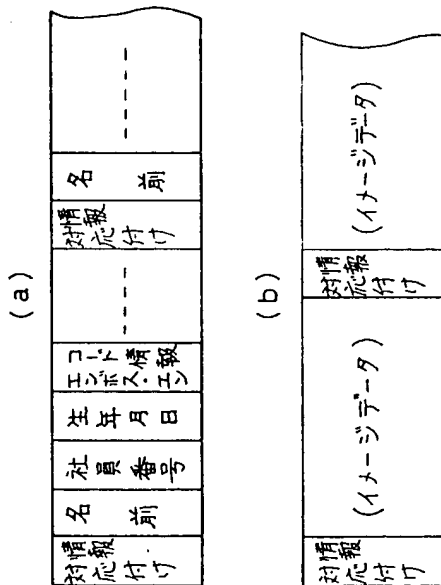 (a)
対応付け
情報
名前
社員番号
生年月日
エンボス・エン
コード情報
対応付け
情報
名前
(b)
対応付け
情報
(イメージデータ)
対応付け
情報
(イメージデータ)